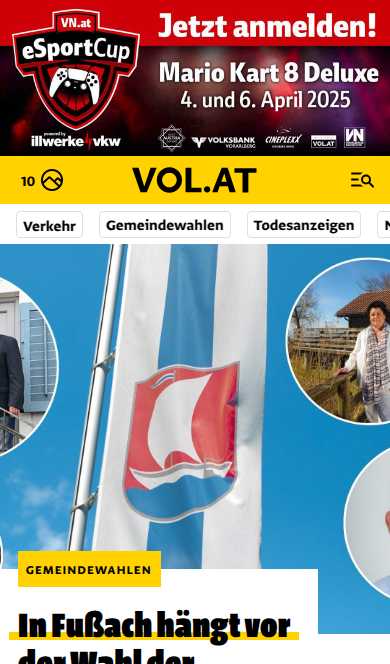 VN.at
eSportCup
Jetzt anmelden!
Mario Kart 8 Deluxe
4. und 6. April 2025
powered by
illwerke vkw
VOLKSBANK
VORARLBERG
CINEPLEXX
VOL.AT
VN
10
VOL.AT
Verkehr
Gemeindewahlen
Todesanzeigen
GEMEINDEWAHLEN
In Fußach hängt vor
der Wahl der